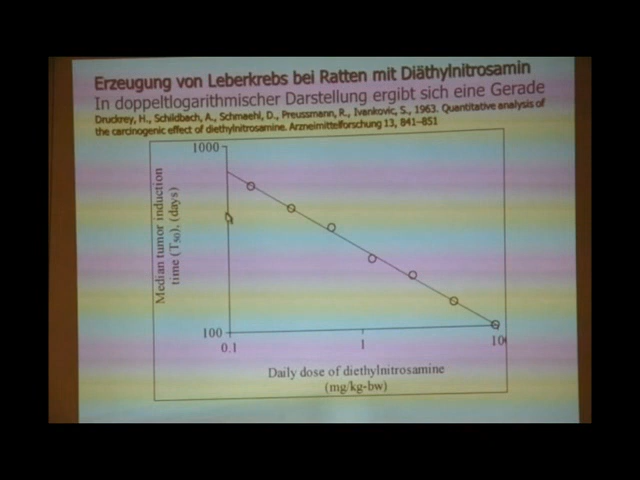 Erzeugung von Leberkrebs bei Ratten mit Diäthylnitrosamin
In doppeltlogarithmischer Darstellung ergibt sich eine Gerade
Druckrey, H., Schildbach, A., Schmaehl, D., Preussmann, R., Ivankovic, S., 1963. Quantitative analysis of
the carcinogenic effect of diethylnitrosamine. Arzneimittelforschung 13, 841–851
1000
Median tumor induction
time (T50), (days)
100
0.1
1
10
Daily dose of diethylnitrosamine
(mg/kg-bw)